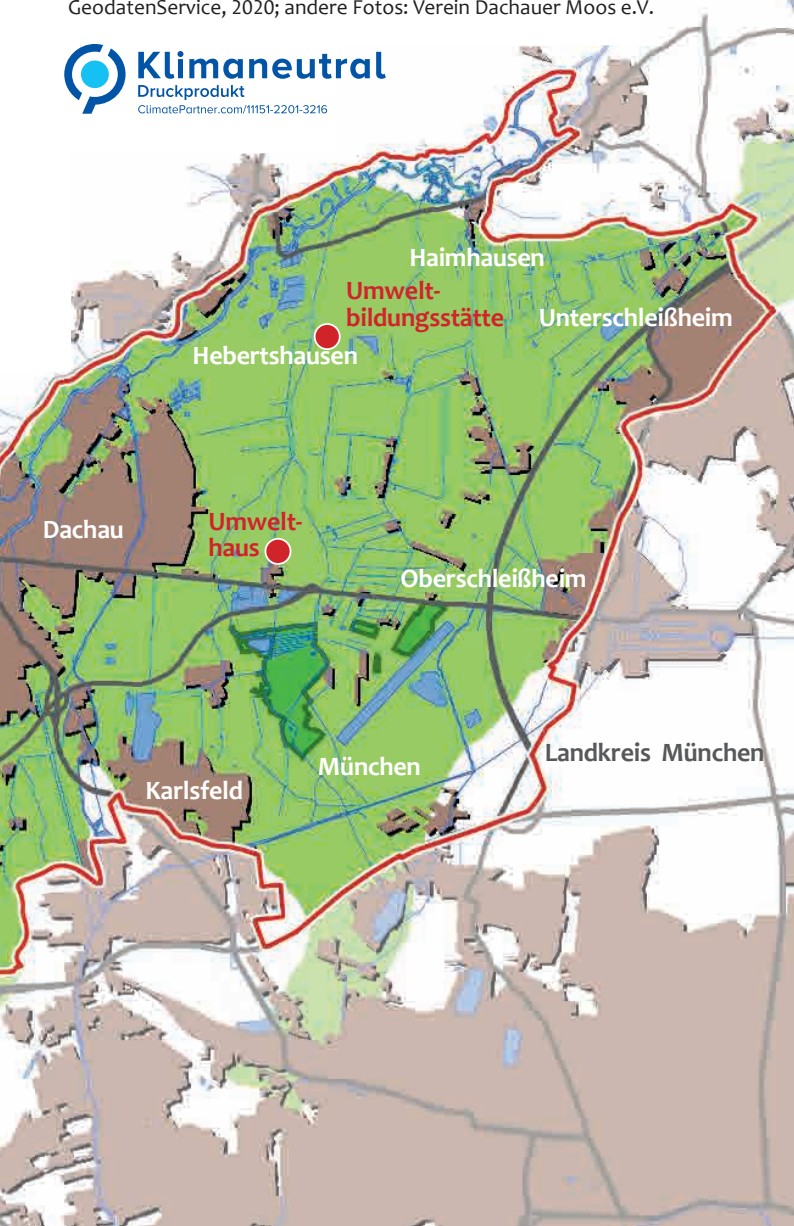 GeodatenService, 2020; andere Fotos: Verein Dachauer Moos e.V.
Klimaneutral
Druckprodukt
ClimatePartner.com/11151-2201-3216
Haimhausen
Umwelt-
bildungsstätte
Unterschleißheim
Hebertshausen
Dachau
Umwelt-
haus
Oberschleißheim
Landkreis München
München
Karlsfeld